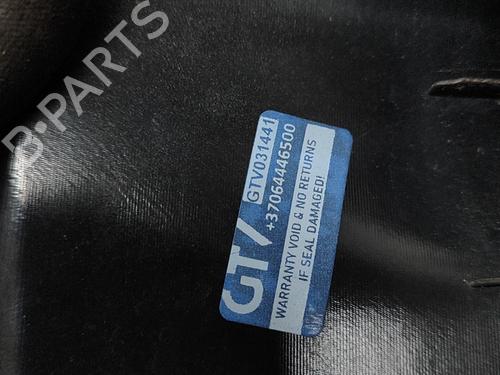 B-PARTS
GTV
GTV031441
+37064446500
WARRANTY VOID & NO RETURNS
IF SEAL DAMAGED!